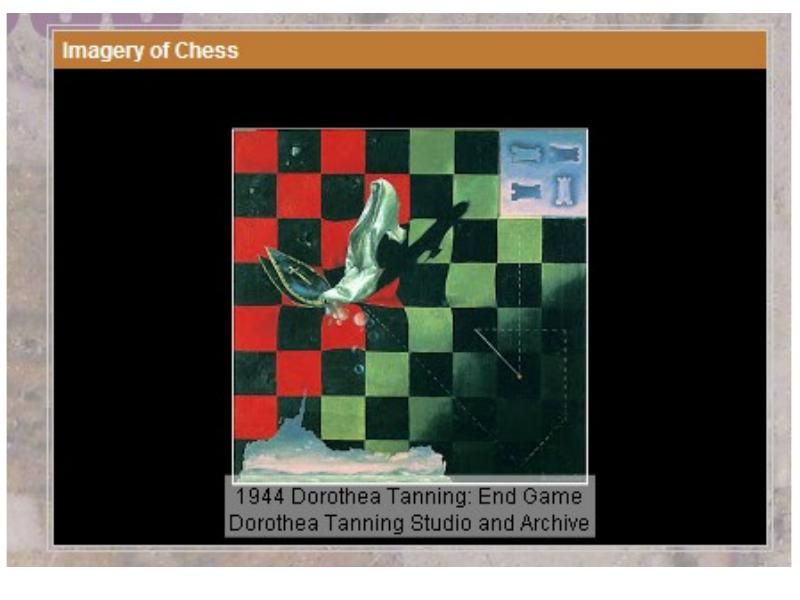 Imagery of Chess
1944 Dorothea Tanning: End Game
Dorothea Tanning Studio and Archive